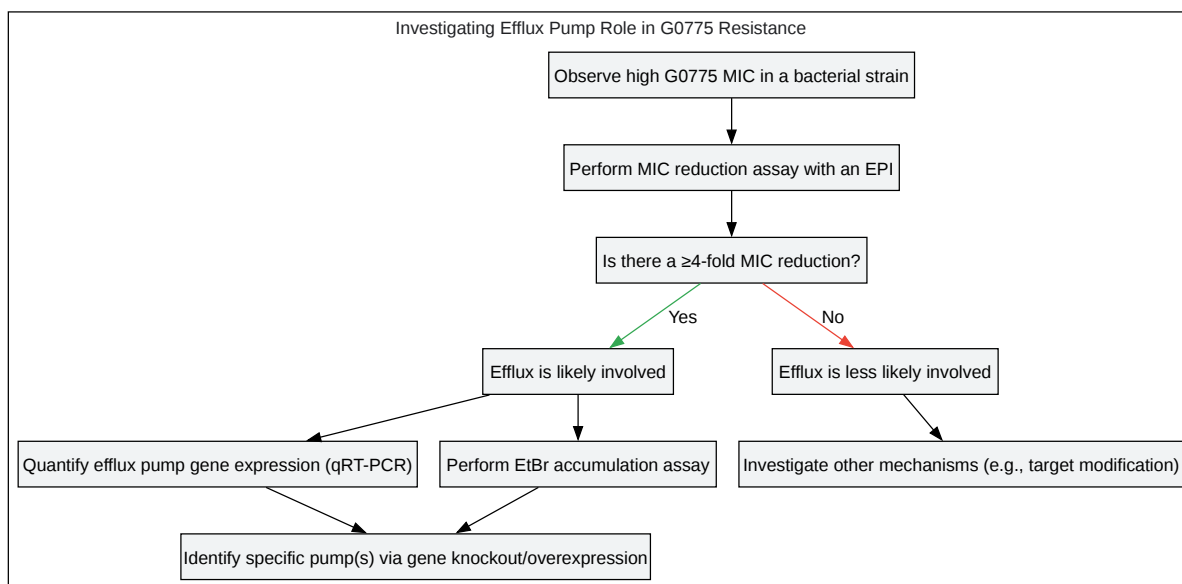 Investigating Efflux Pump Role in G0775 Resistance
Observe high G0775 MIC in a bacterial strain
Perform MIC reduction assay with an EPI
Is there a ≥4-fold MIC reduction?
Yes
No
Efflux is likely involved
Efflux is less likely involved
Quantify efflux pump gene expression (qRT-PCR)
Perform EtBr accumulation assay
Investigate other mechanisms (e.g., target modification)
Identify specific pump(s) via gene knockout/overexpression